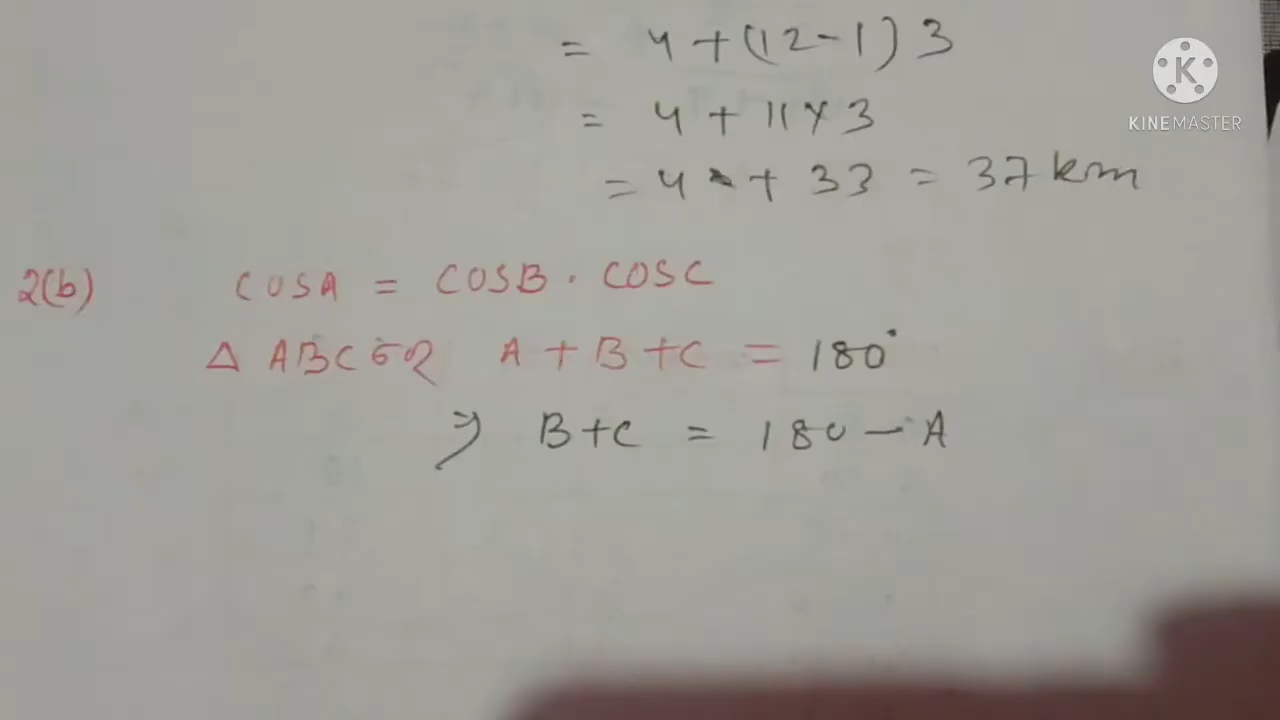 = 4 + (12 - 1) 3
= 4 + 11 × 3
= 4 + 33 = 37 km
KINEMASTER
2(b) COSA = COSB . COSC
Δ ABC A + B + C = 180°
⇒ B + C = 180 - A